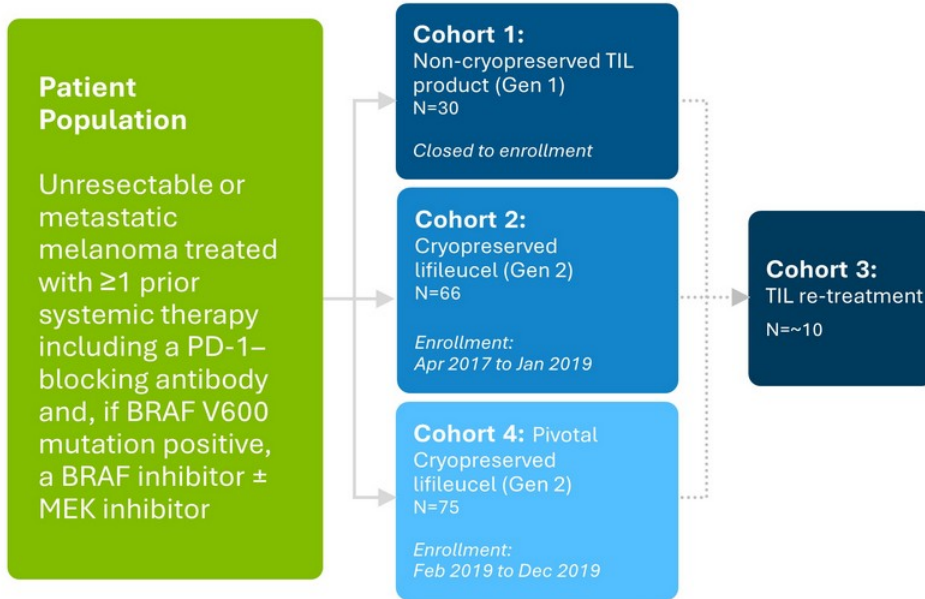 Patient
Population
Unresectable or
metastatic
melanoma treated
with ≥1 prior
systemic therapy
including a PD-1–
blocking antibody
and, if BRAF V600
mutation positive,
a BRAF inhibitor ±
MEK inhibitor
Cohort 1:
Non-cryopreserved TIL
product (Gen 1)
N=30
Closed to enrollment
Cohort 2:
Cryopreserved
lifileucel (Gen 2)
N=66
Enrollment:
Apr 2017 to Jan 2019
Cohort 4: Pivotal
Cryopreserved
lifileucel (Gen 2)
N=75
Enrollment:
Feb 2019 to Dec 2019
Cohort 3:
TIL re-treatment
N=~10